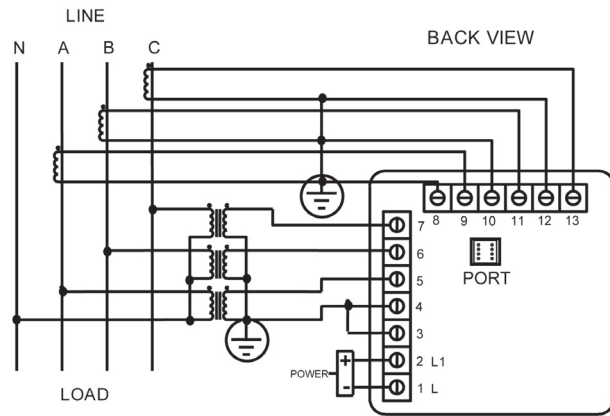 LINE
BACK VIEW
N A B C
8 9 10 11 12 13
7
6
PORT
5
4
3
+
2 L1
POWER
-
1 L
LOAD